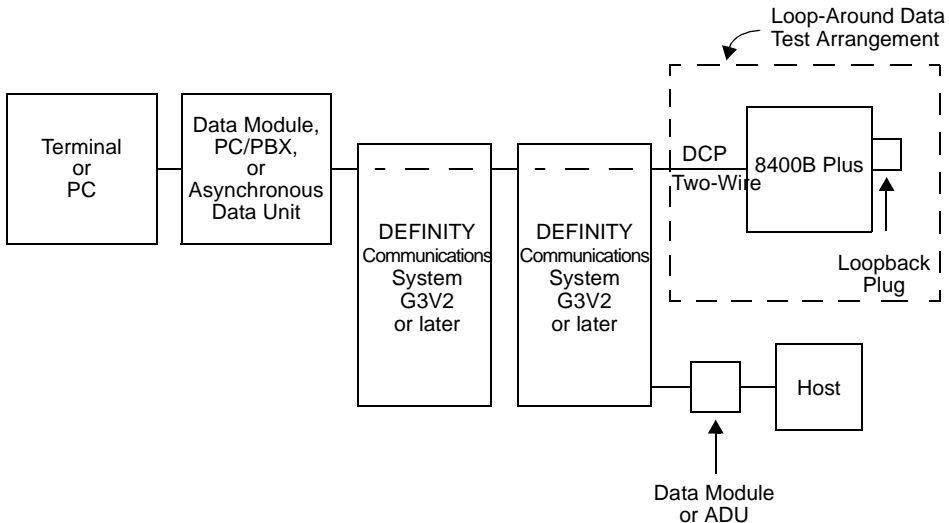 Loop-Around Data
Test Arrangement
Terminal
or
PC
Data Module,
PC/PBX,
or
Asynchronous
Data Unit
DEFINITY
Communications
System
G3V2
or later
DEFINITY
Communications
System
G3V2
or later
DCP
Two-Wire
8400B Plus
Loopback
Plug
Host
Data Module
or ADU